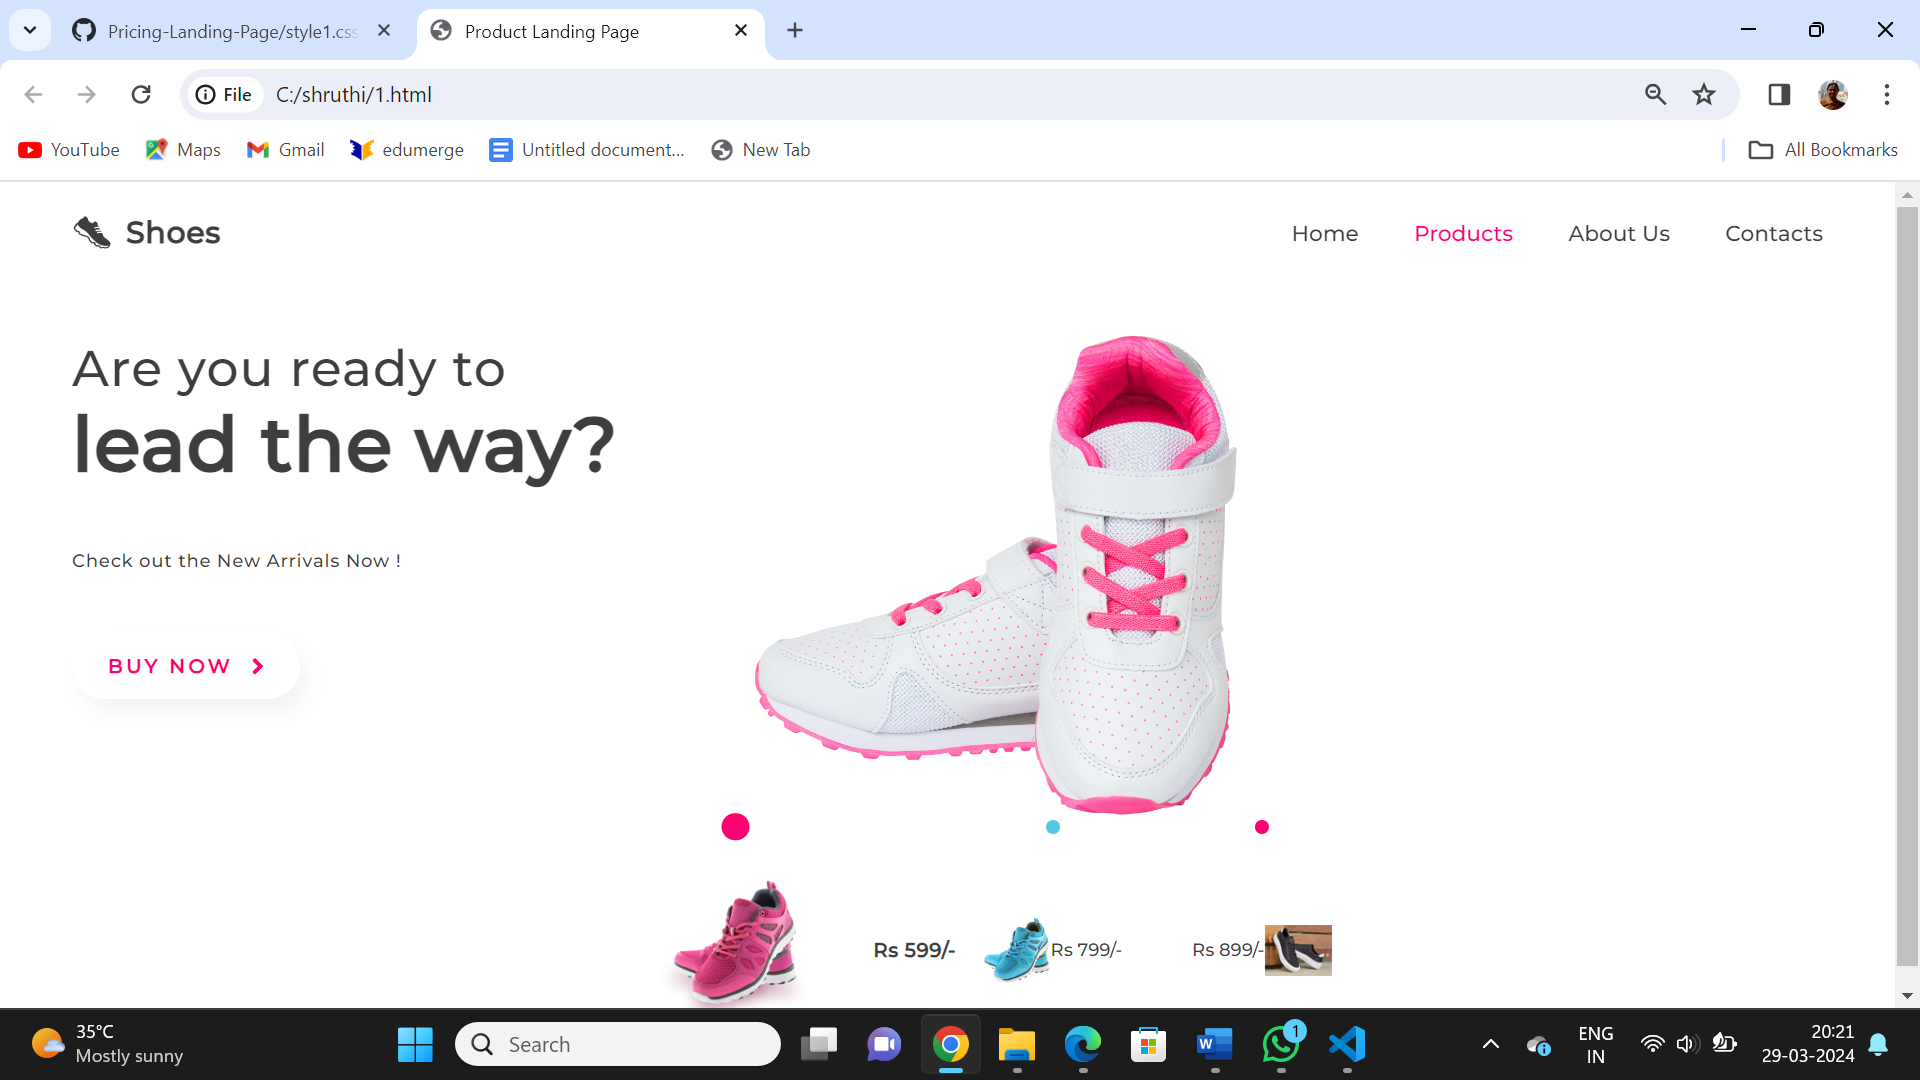 Pricing-Landing-Page/style1.css
Product Landing Page
File C:/shruthi/1.html
YouTube Maps Gmail edumerge Untitled document... New Tab All Bookmarks
Shoes Home Products About Us Contacts
Are you ready to
lead the way?
Check out the New Arrivals Now !
BUY NOW
Rs 599/- Rs 799/- Rs 899/-
35°C
Mostly sunny
Search
1
ENG
IN
20:21
29-03-2024